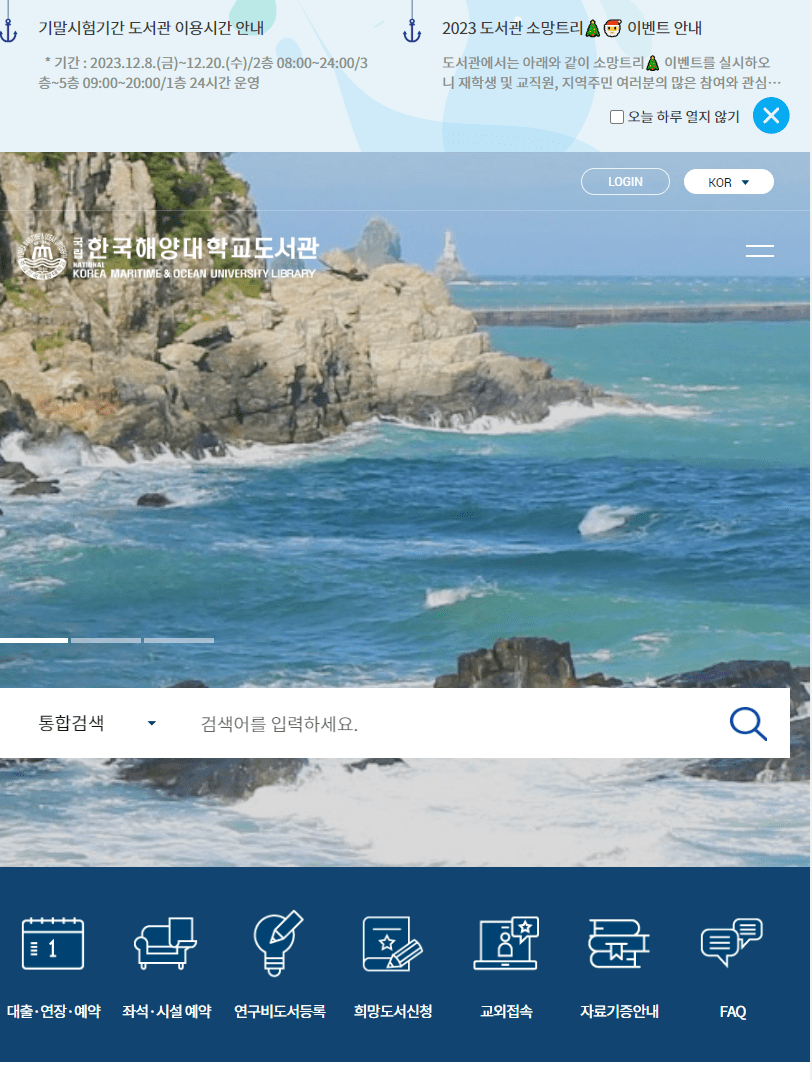 기말시험기간 도서관 이용시간 안내
* 기간 : 2023.12.8.(금)~12.20.(수)/2층 08:00~24:00/3
층~5층 09:00~20:00/1층 24시간 운영
2023 도서관 소망트리🎄🎅 이벤트 안내
도서관에서는 아래와 같이 소망트리🎄 이벤트를 실시하오
니 재학생 및 교직원, 지역주민 여러분의 많은 참여와 관심…
오늘 하루 열지 않기
LOGIN
KOR
국립 한국해양대학교도서관
NATIONAL
KOREA MARITIME & OCEAN UNIVERSITY LIBRARY
통합검색
검색어를 입력하세요.
1
대출·연장·예약
좌석·시설 예약
연구비도서등록
희망도서신청
교외접속
자료기증안내
FAQ